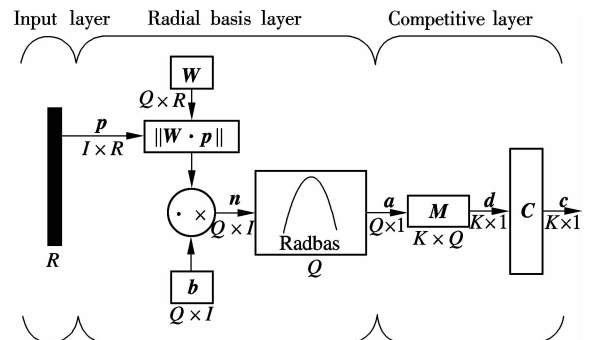 Input layer Radial basis layer Competitive layer
W
Q × R
p
I × R
||W · p||
R
· ×
n
Q × I
b
Q × I
Radbas
Q
a
Q×1
M
K × Q
d
K×1
C
c
K×1